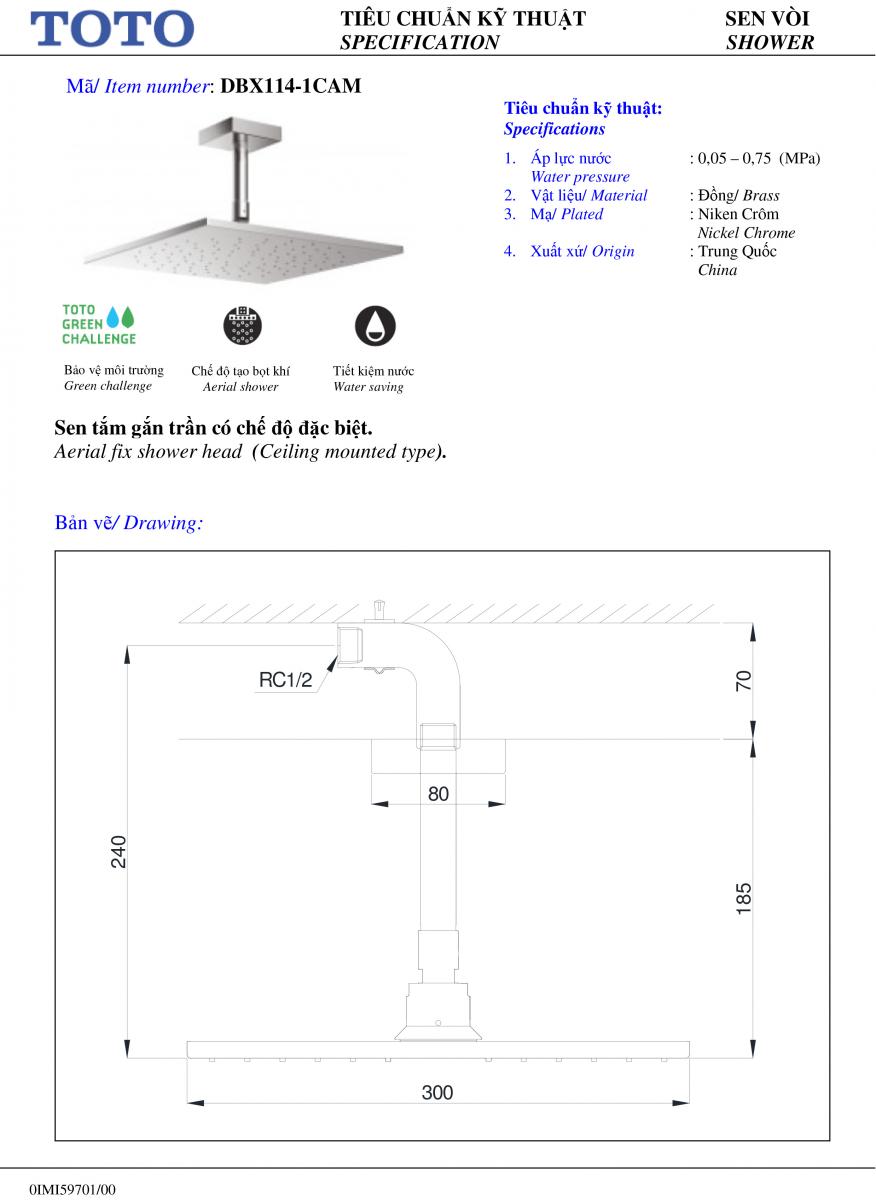 TOTO
TIÊU CHUẨN KỸ THUẬT
SPECIFICATION
SEN VÒI
SHOWER
Mã/ Item number: DBX114-1CAM
Tiêu chuẩn kỹ thuật:
Specifications
1. Áp lực nước : 0,05 – 0,75 (MPa)
Water pressure
2. Vật liệu/ Material : Đồng/ Brass
3. Mạ/ Plated : Niken Crôm
Nickel Chrome
4. Xuất xứ/ Origin : Trung Quốc
China
TOTO
GREEN
CHALLENGE
Bảo vệ môi trường
Green challenge
Chế độ tạo bọt khí
Aerial shower
Tiết kiệm nước
Water saving
Sen tắm gắn trần có chế độ đặc biệt.
Aerial fix shower head (Ceiling mounted type).
Bản vẽ/ Drawing:
RC1/2
70
80
240
185
300
0IMI59701/00